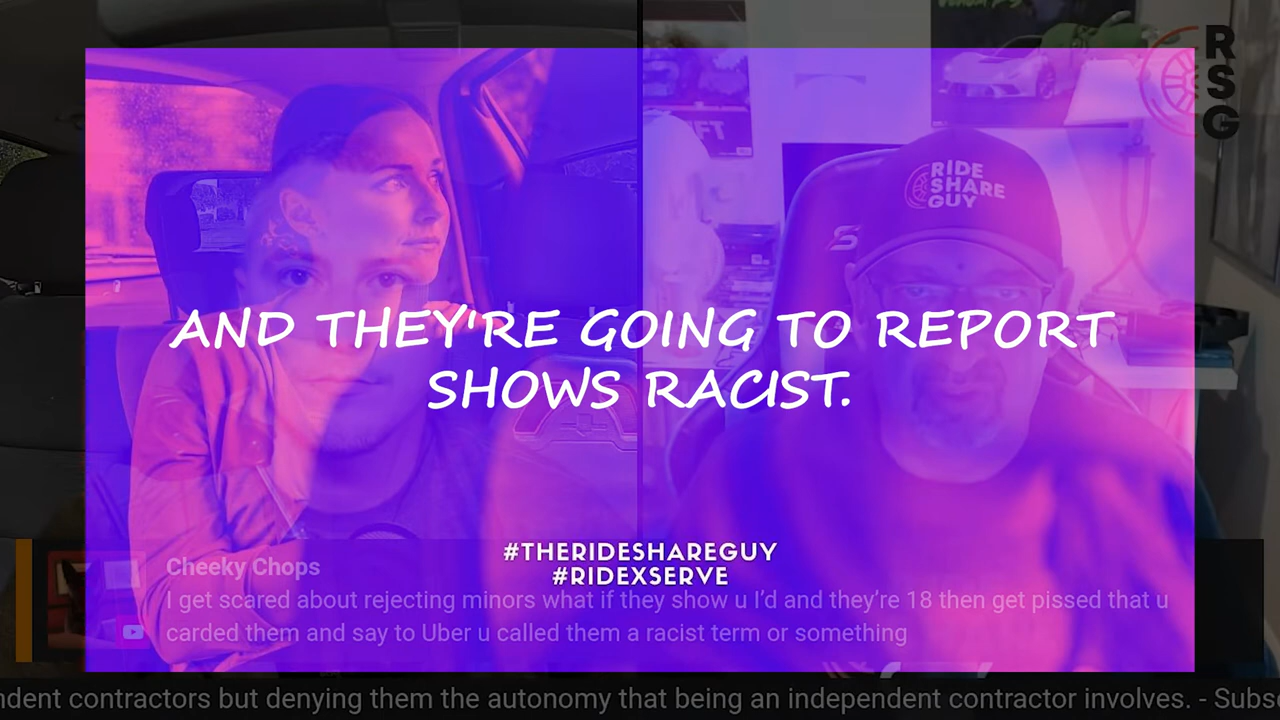 R
S
G
FT
RIDE
SHARE
GUY
S
AND THEY'RE GOING TO REPORT
SHOWS RACIST.
#THERIDESHAREGUY
#RIDEXSERVE
Cheeky Chops
I get scared about rejecting minors what if they show u I'd and they're 18 then get pissed that u
carded them and say to Uber u called them a racist term or something
ndent contractors but denying them the autonomy that being an independent contractor involves. - Subs